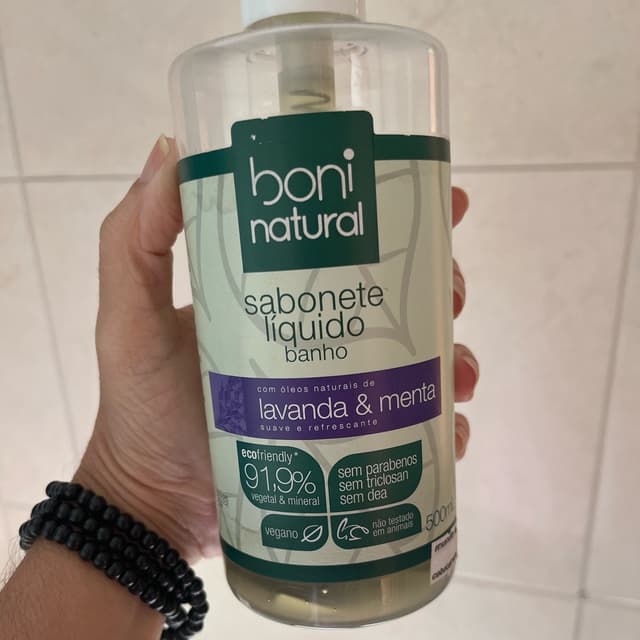 boni
natural
sabonete
líquido
banho
com óleos naturais de
lavanda & menta
suave e refrescante
ecofriendly*
91,9%
vegetal & mineral
sem parabenos
sem triclosan
sem dea
vegano
não testado
em animais
500m